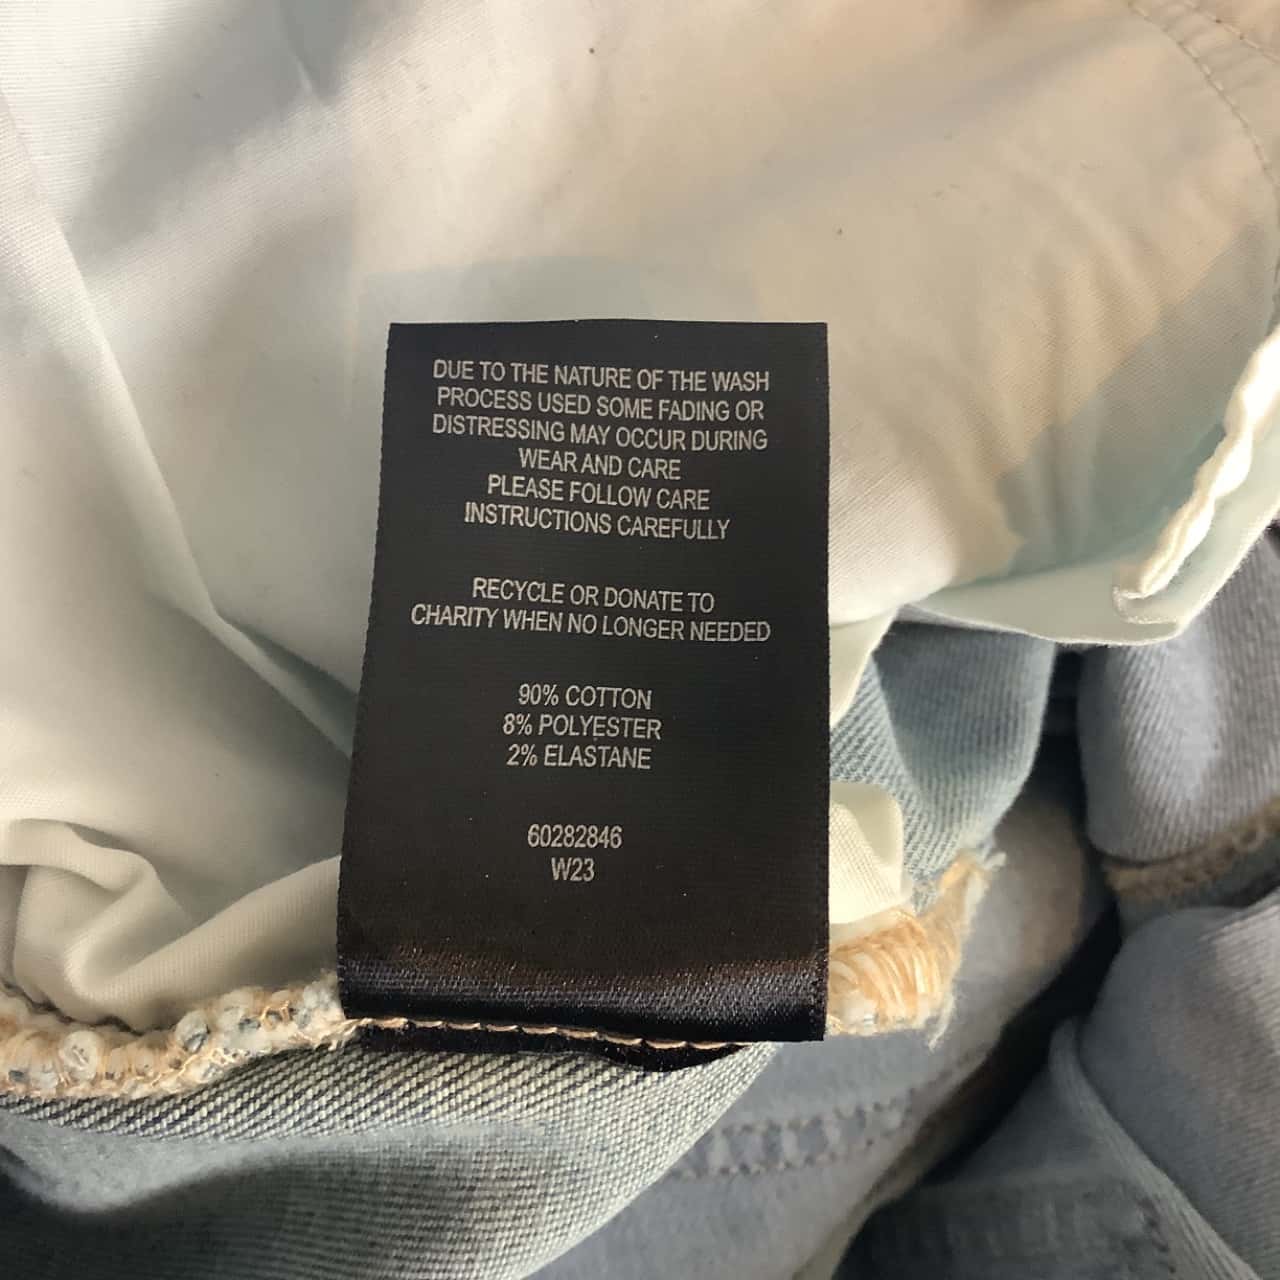 DUE TO THE NATURE OF THE WASH
PROCESS USED SOME FADING OR
DISTRESSING MAY OCCUR DURING
WEAR AND CARE
PLEASE FOLLOW CARE
INSTRUCTIONS CAREFULLY
RECYCLE OR DONATE TO
CHARITY WHEN NO LONGER NEEDED
90% COTTON
8% POLYESTER
2% ELASTANE
60282846
W23